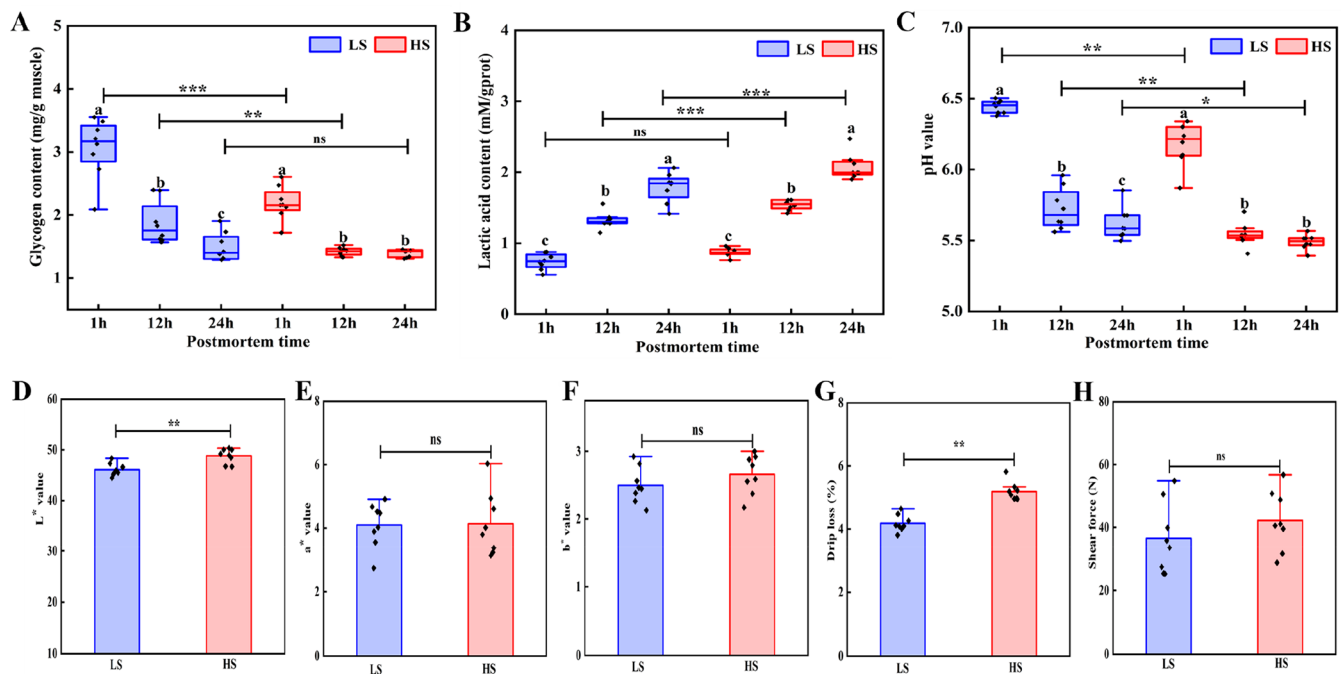 A
Glycogen content (mg/g muscle)
5
4
3
2
1
LS
HS
***
**
ns
a
b
c
a
b
b
1h
12h
24h
1h
12h
24h
Postmortem time
B
Lactic acid content (mM/gprot)
4
3
2
1
0
LS
HS
***
***
ns
c
b
a
c
b
a
1h
12h
24h
1h
12h
24h
Postmortem time
C
pH value
7.0
6.5
6.0
5.5
5.0
LS
HS
**
**
*
a
b
c
a
b
b
1h
12h
24h
1h
12h
24h
Postmortem time
D
L* value
60
50
40
30
20
10
**
LS
HS
E
a* value
8
6
4
2
0
ns
LS
HS
F
b* value
3
2
1
0
ns
LS
HS
G
Drip loss (%)
8
6
4
2
0
**
LS
HS
H
Shear force (N)
80
60
40
20
0
ns
LS
HS